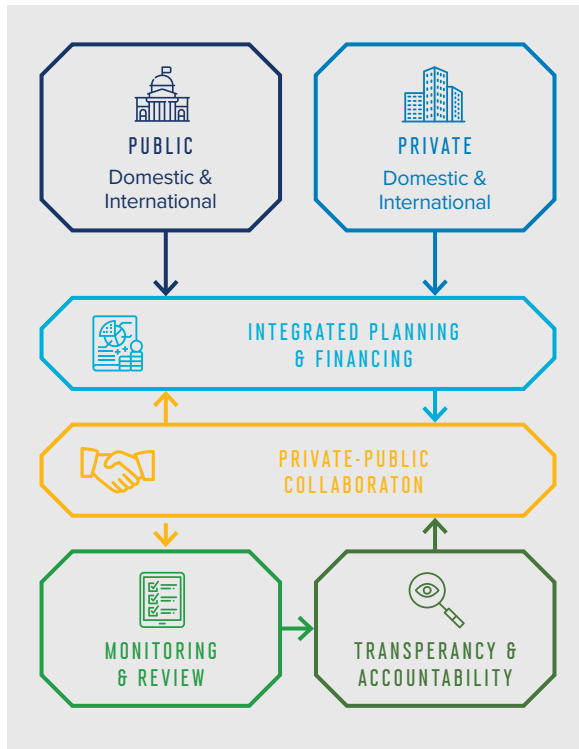 PUBLIC
Domestic &
International
PRIVATE
Domestic &
International
INTEGRATED PLANNING
& FINANCING
PRIVATE-PUBLIC
COLLABORATON
MONITORING
& REVIEW
TRANSPERANCY &
ACCOUNTABILITY